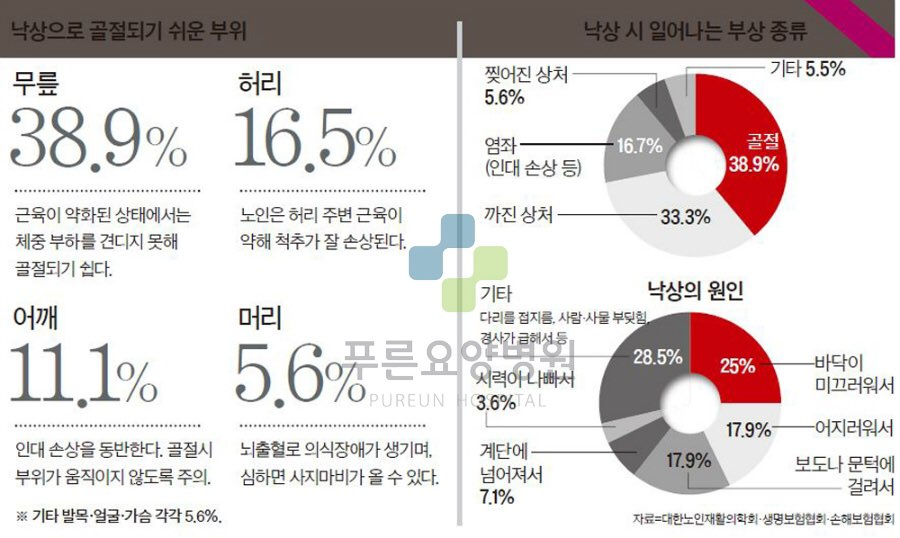 낙상으로 골절되기 쉬운 부위
무릎
38.9%
근육이 약화된 상태에서는
체중 부하를 견디지 못해
골절되기 쉽다.
허리
16.5%
노인은 허리 주변 근육이
약해 척추가 잘 손상된다.
어깨
11.1%
인대 손상을 동반한다. 골절시
부위가 움직이지 않도록 주의.
머리
5.6%
뇌출혈로 의식장애가 생기며,
심하면 사지마비가 올 수 있다.
※ 기타 발목·얼굴·가슴 각각 5.6%.
푸른요양병원
PUREUN HOSPITAL
낙상 시 일어나는 부상 종류
찢어진 상처
5.6%
기타 5.5%
염좌
(인대 손상 등)
16.7%
골절
38.9%
까진 상처
33.3%
낙상의 원인
기타
다리를 접지름, 사람·사물 부딪힘,
경사가 급해서 등
28.5%
25%
바닥이
미끄러워서
시력이 나빠서
3.6%
17.9%
어지러워서
계단에
넘어져서
7.1%
17.9%
보도나 문턱에
걸려서
자료=대한노인재활의학회·생명보험협회·손해보험협회